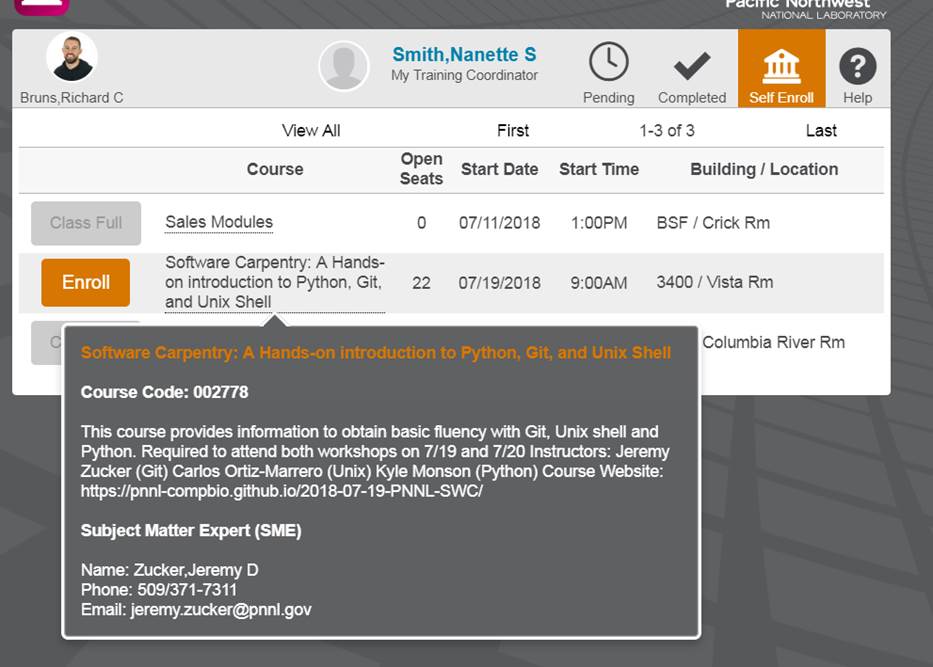 Pacific Northwest
NATIONAL LABORATORY
Bruns,Richard C
Smith,Nanette S
My Training Coordinator
Pending
Completed
Self Enroll
?
Help
View All
First
1-3 of 3
Last
Course
Open
Seats
Start Date
Start Time
Building / Location
Class Full
Sales Modules
0
07/11/2018
1:00PM
BSF / Crick Rm
Enroll
Software Carpentry: A Hands-
on introduction to Python, Git,
and Unix Shell
22
07/19/2018
9:00AM
3400 / Vista Rm
C
Columbia River Rm
Software Carpentry: A Hands-on introduction to Python, Git, and Unix Shell
Course Code: 002778
This course provides information to obtain basic fluency with Git, Unix shell and
Python. Required to attend both workshops on 7/19 and 7/20 Instructors: Jeremy
Zucker (Git) Carlos Ortiz-Marrero (Unix) Kyle Monson (Python) Course Website:
https://pnnl-compbio.github.io/2018-07-19-PNNL-SWC/
Subject Matter Expert (SME)
Name: Zucker,Jeremy D
Phone: 509/371-7311
Email: jeremy.zucker@pnnl.gov